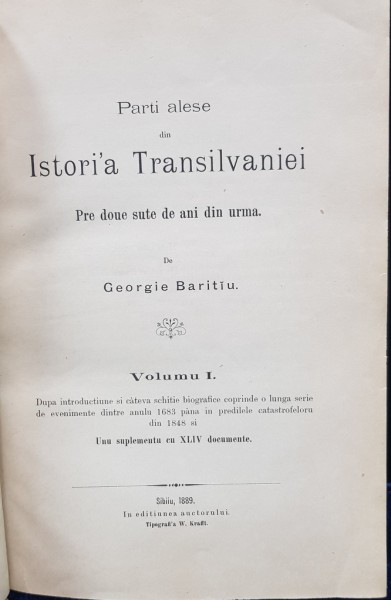 Parti alese
din
Istori'a Transilvaniei
Pre doue sute de ani din urma.
De
Georgie Baritĭu.
Volumu I.
Dupa introductiune si câteva schitie biografice coprinde o lunga serie
de evenimente dintre anulu 1683 pâna in predilele catastrofeloru
din 1848 si
Unu suplementu cu XLIV documente.
Sibiiu, 1889.
In editiunea auctorului.
Tipografi'a W. Krafft.